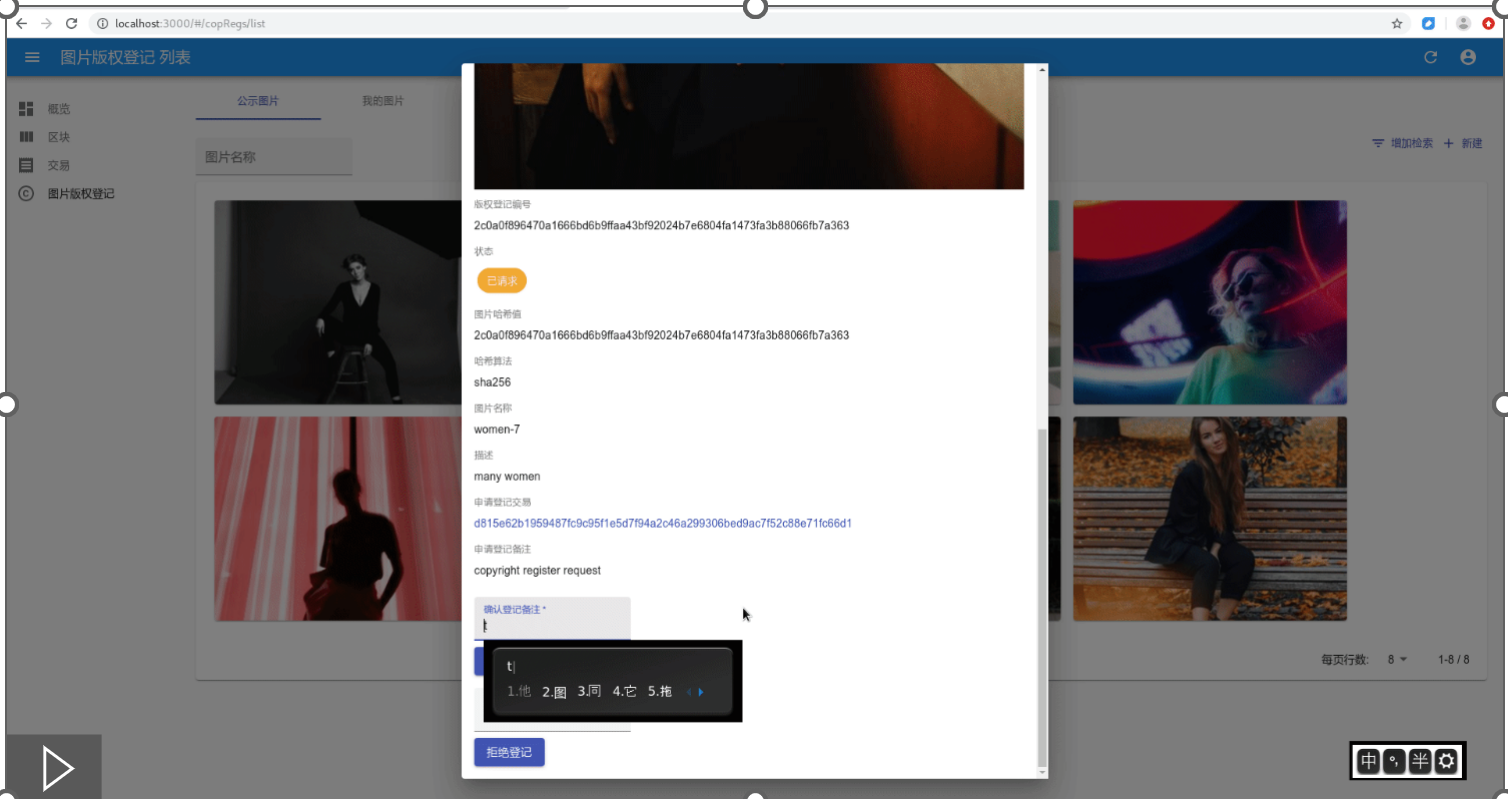 localhost:3000/#/copRegs/list
图片版权登记 列表
概览
区块
交易
图片版权登记
公示图片
我的图片
图片名称
增加检索
新建
版权登记编号
2c0a0f896470a1666bd6b9ffaa43bf92024b7e6804fa1473fa3b88066fb7a363
状态
已请求
图片哈希值
2c0a0f896470a1666bd6b9ffaa43bf92024b7e6804fa1473fa3b88066fb7a363
哈希算法
sha256
图片名称
women-7
描述
many women
申请登记交易
d815e62b1959487fc9c95f1e5d7f94a2c46a299306bed9ac7f52c88e71fc66d1
申请登记备注
copyright register request
确认登记备注 *
t
t
1.他 2.图 3.同 4.它 5.拖
拒绝登记
每页行数: 8 1-8 / 8
中 °, 半